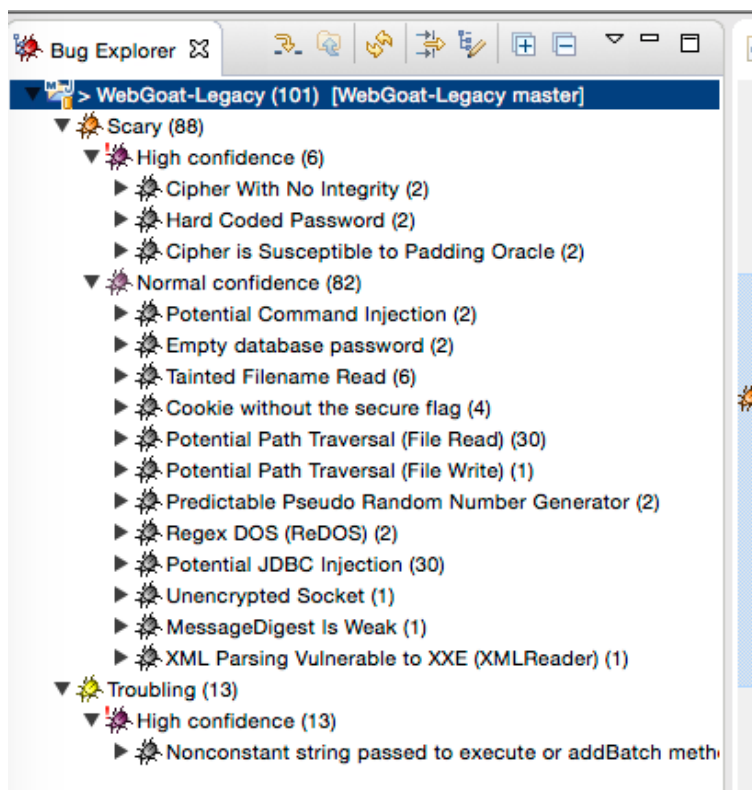 Bug Explorer
> WebGoat-Legacy (101) [WebGoat-Legacy master]
Scary (88)
High confidence (6)
Cipher With No Integrity (2)
Hard Coded Password (2)
Cipher is Susceptible to Padding Oracle (2)
Normal confidence (82)
Potential Command Injection (2)
Empty database password (2)
Tainted Filename Read (6)
Cookie without the secure flag (4)
Potential Path Traversal (File Read) (30)
Potential Path Traversal (File Write) (1)
Predictable Pseudo Random Number Generator (2)
Regex DOS (ReDOS) (2)
Potential JDBC Injection (30)
Unencrypted Socket (1)
MessageDigest Is Weak (1)
XML Parsing Vulnerable to XXE (XMLReader) (1)
Troubling (13)
High confidence (13)
Nonconstant string passed to execute or addBatch meth